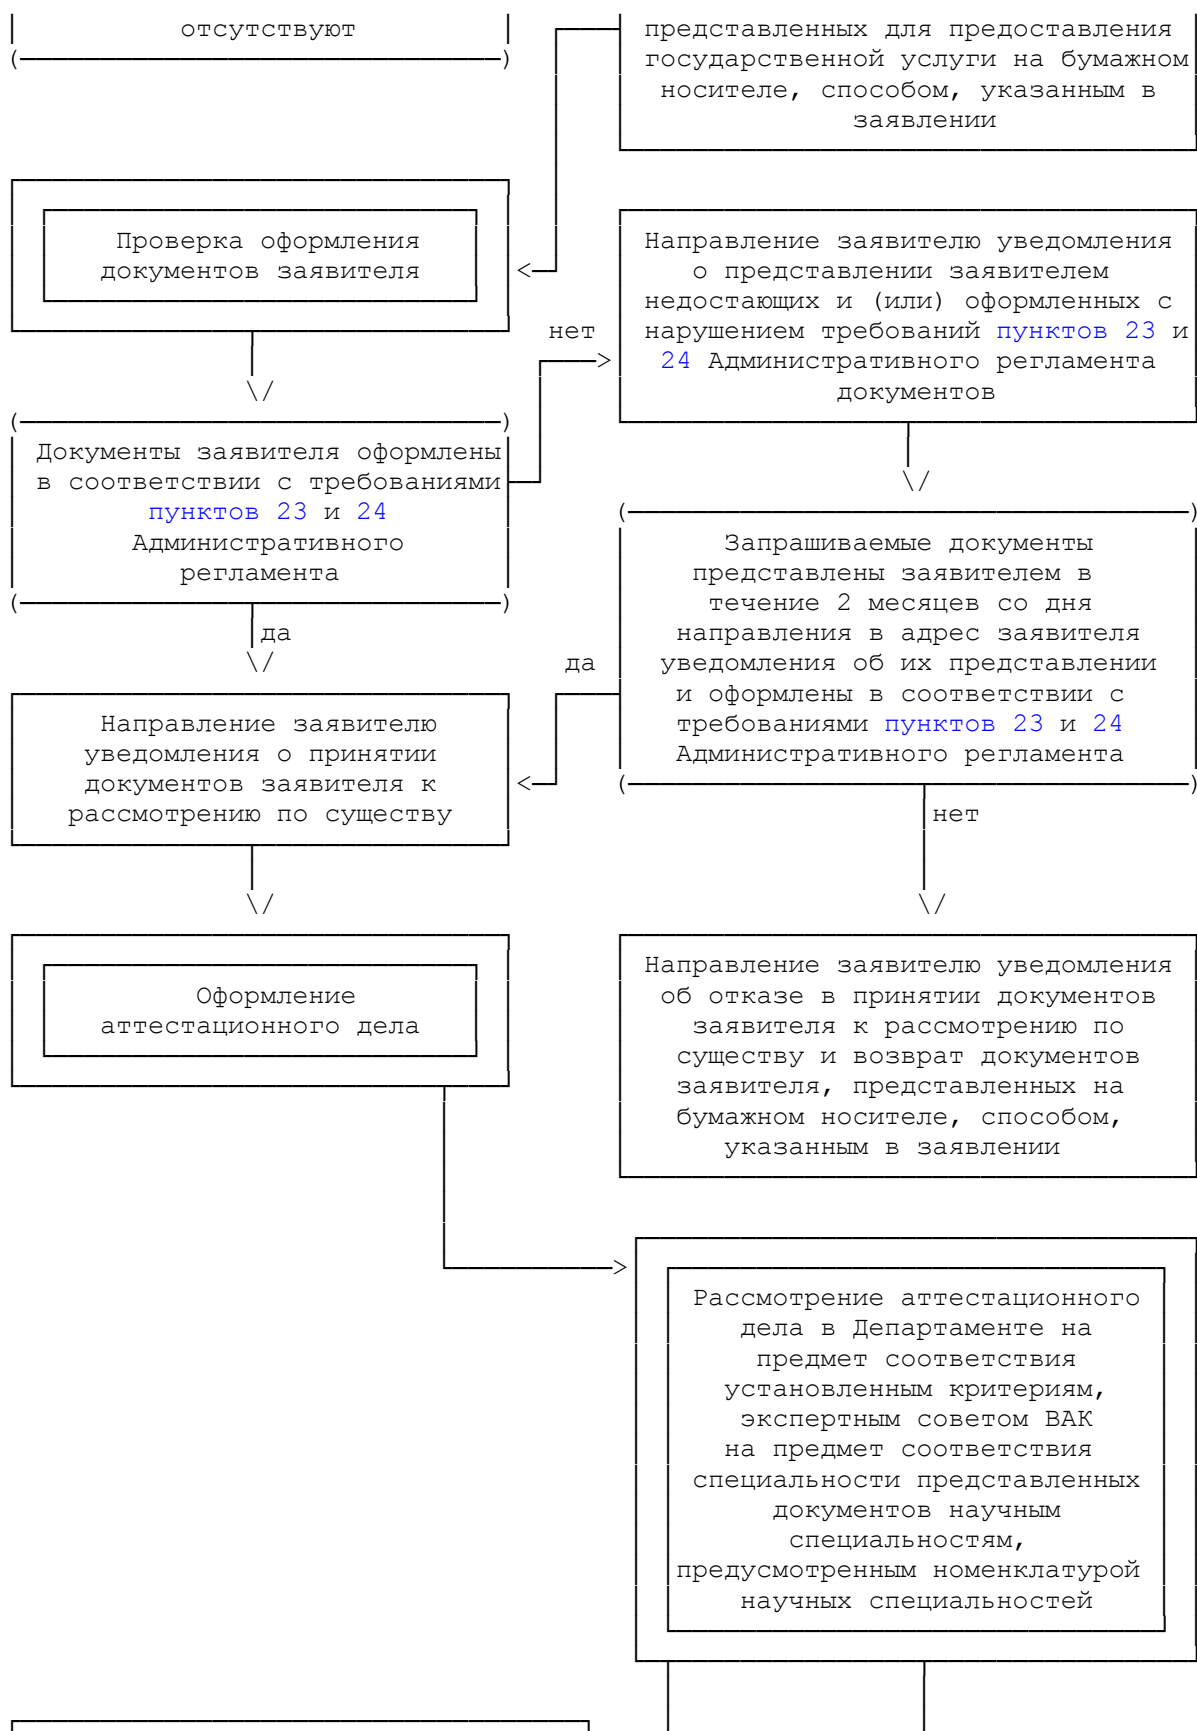 отсутствуют
представленных для предоставления
государственной услуги на бумажном
носителе, способом, указанным в
заявлении
Проверка оформления
документов заявителя
Направление заявителю уведомления
о представлении заявителем
недостающих и (или) оформленных с
нарушением требований пунктов 23 и
24 Административного регламента
документов
нет
Документы заявителя оформлены
в соответствии с требованиями
пунктов 23 и 24
Административного
регламента
да
Запрашиваемые документы
представлены заявителем в
течение 2 месяцев со дня
направления в адрес заявителя
уведомления об их представлении
и оформлены в соответствии с
требованиями пунктов 23 и 24
Административного регламента
да
нет
Направление заявителю
уведомления о принятии
документов заявителя к
рассмотрению по существу
Оформление
аттестационного дела
Направление заявителю уведомления
об отказе в принятии документов
заявителя к рассмотрению по
существу и возврат документов
заявителя, представленных на
бумажном носителе, способом,
указанным в заявлении
Рассмотрение аттестационного
дела в Департаменте на
предмет соответствия
установленным критериям,
экспертным советом ВАК
на предмет соответствия
специальности представленных
документов научным
специальностям,
предусмотренным номенклатурой
научных специальностей